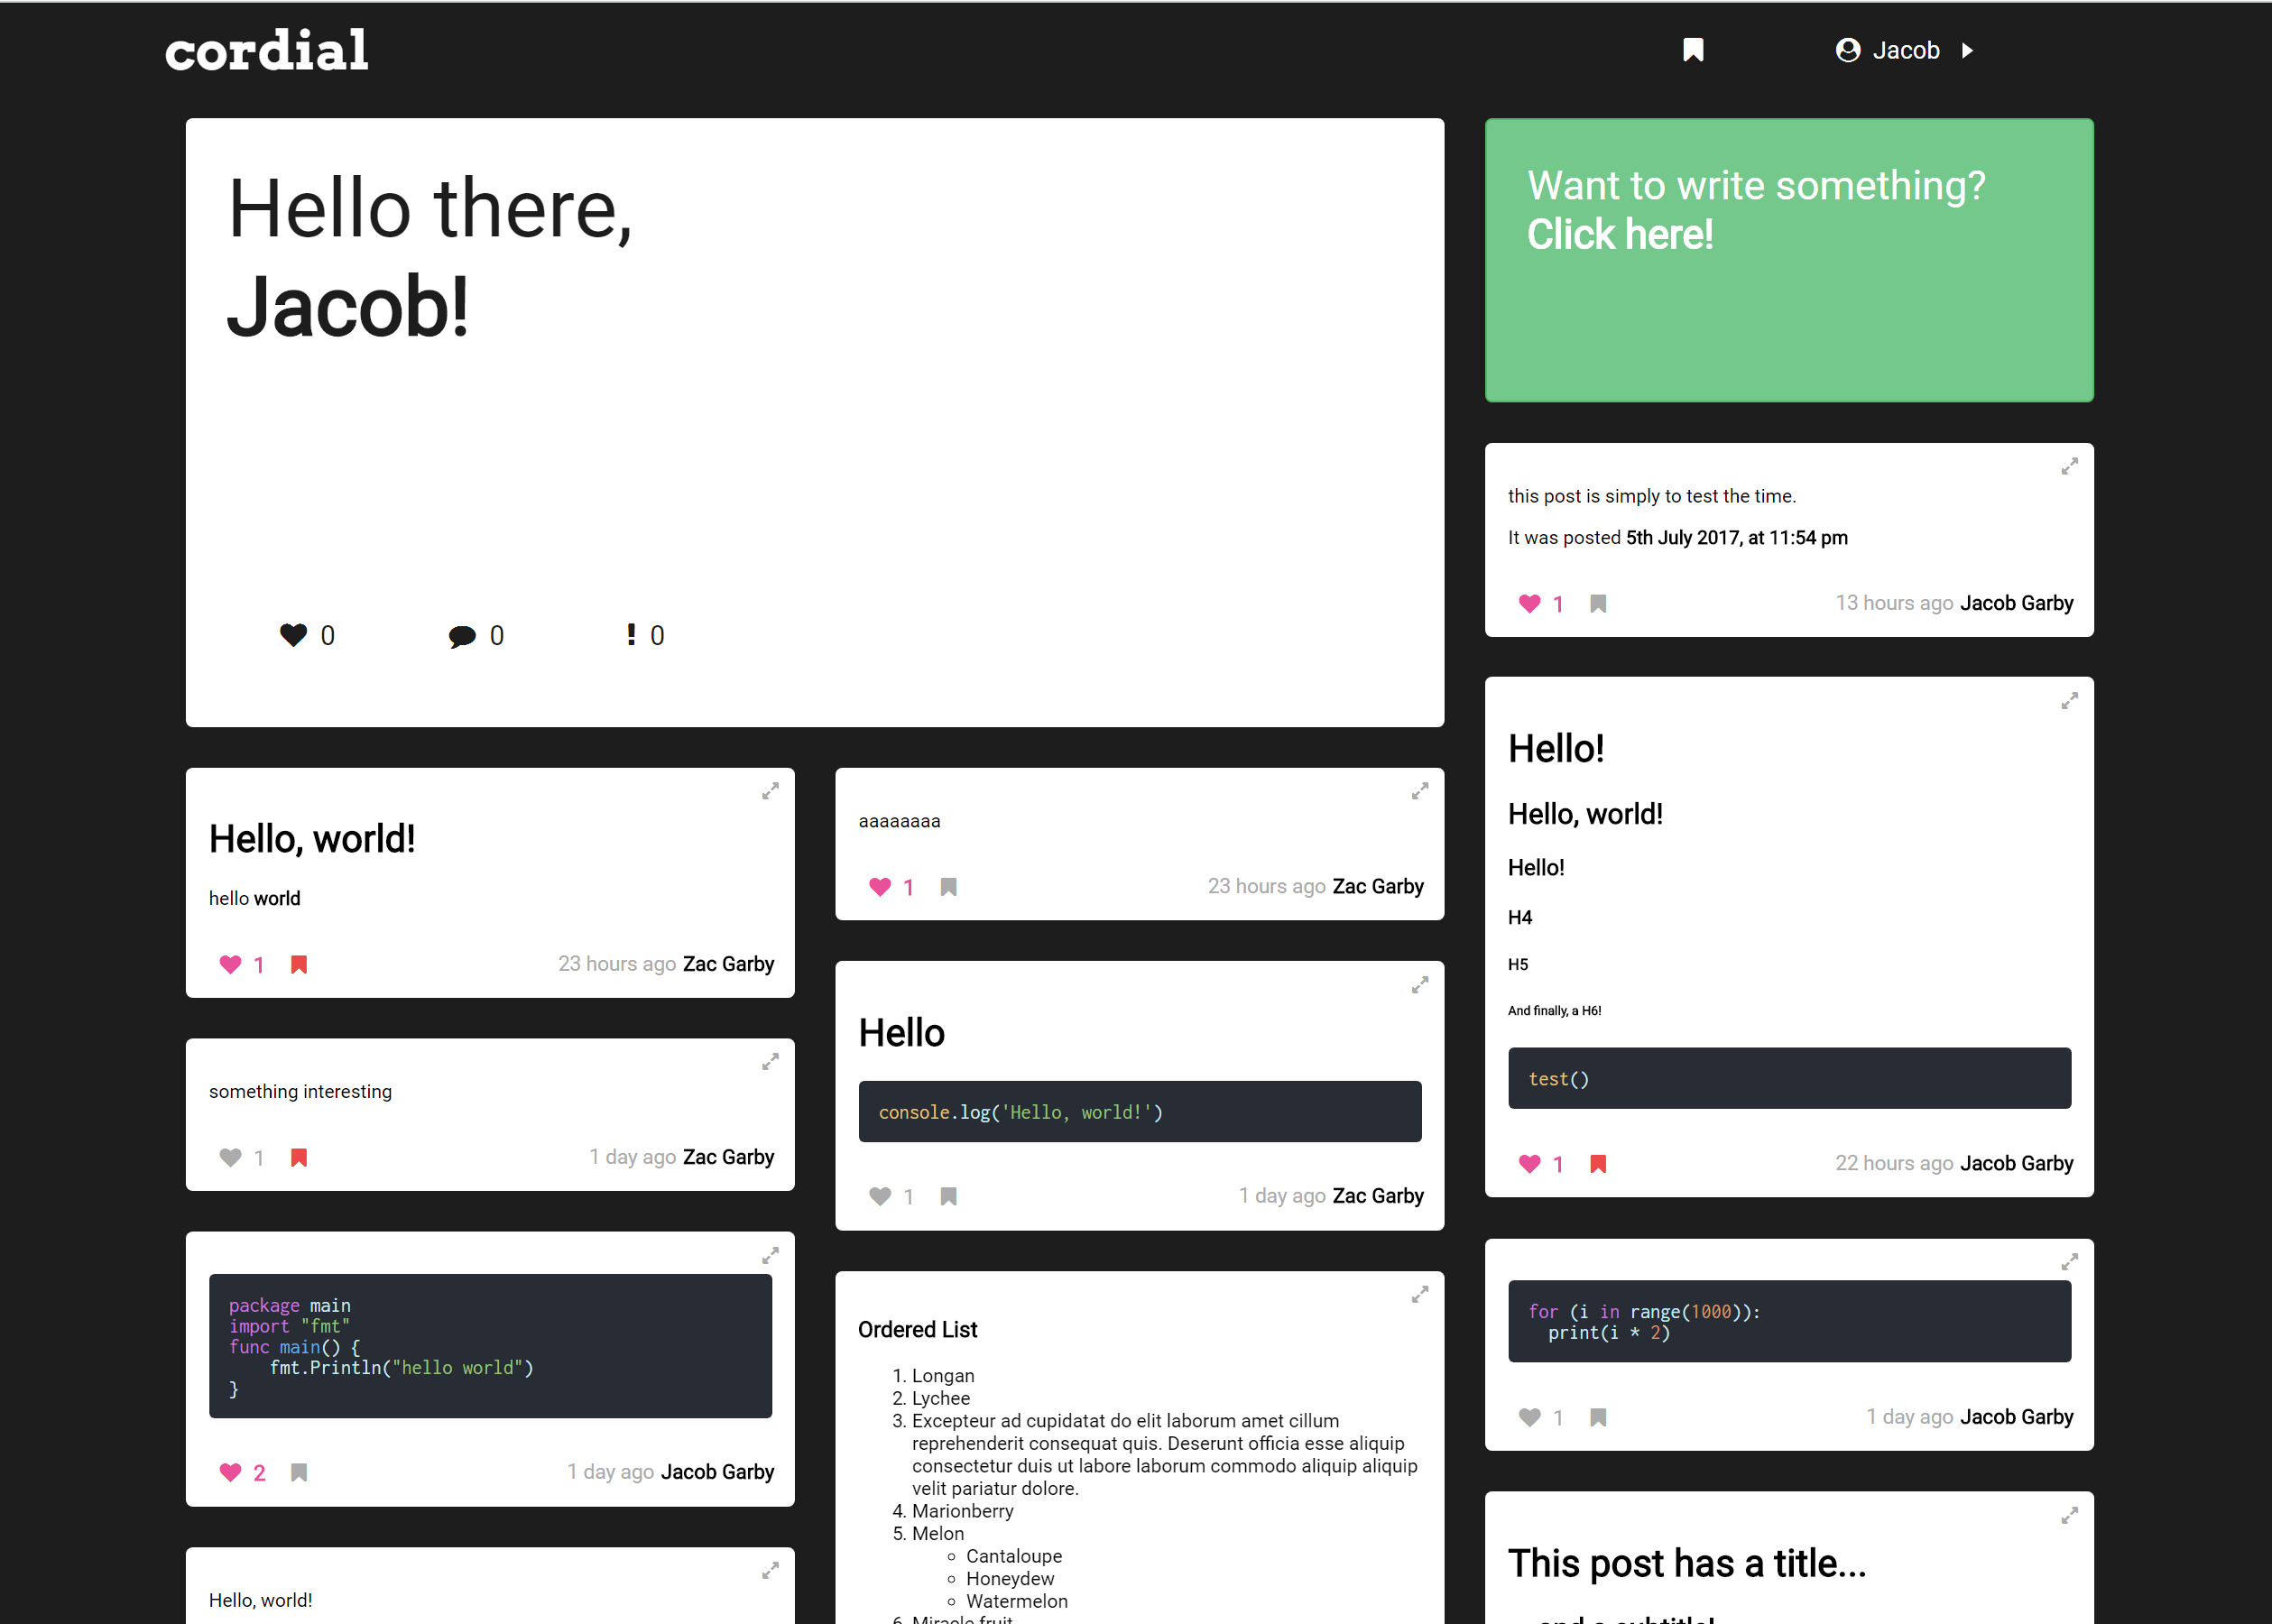 cordial
Jacob
Hello there,
Jacob!
0 0 ! 0
Want to write something?
Click here!
this post is simply to test the time.
It was posted 5th July 2017, at 11:54 pm
1 13 hours ago Jacob Garby
Hello, world!
hello world
1 23 hours ago Zac Garby
something interesting
1 1 day ago Zac Garby
package main
import "fmt"
func main() {
    fmt.Println("hello world")
}
2 1 day ago Jacob Garby
Hello, world!
aaaaaaaa
1 23 hours ago Zac Garby
Hello
console.log('Hello, world!')
1 1 day ago Zac Garby
Ordered List
1. Longan
2. Lychee
3. Excepteur ad cupidatat do elit laborum amet cillum
reprehenderit consequat quis. Deserunt officia esse aliquip
consectetur duis ut labore laborum commodo aliquip aliquip
velit pariatur dolore.
4. Marionberry
5. Melon
Cantaloupe
Honeydew
Watermelon
6. Miracle fruit
Hello!
Hello, world!
Hello!
H4
H5
And finally, a H6!
test()
1 22 hours ago Jacob Garby
for (i in range(1000)):
  print(i * 2)
1 1 day ago Jacob Garby
This post has a title...
and a subtitle!